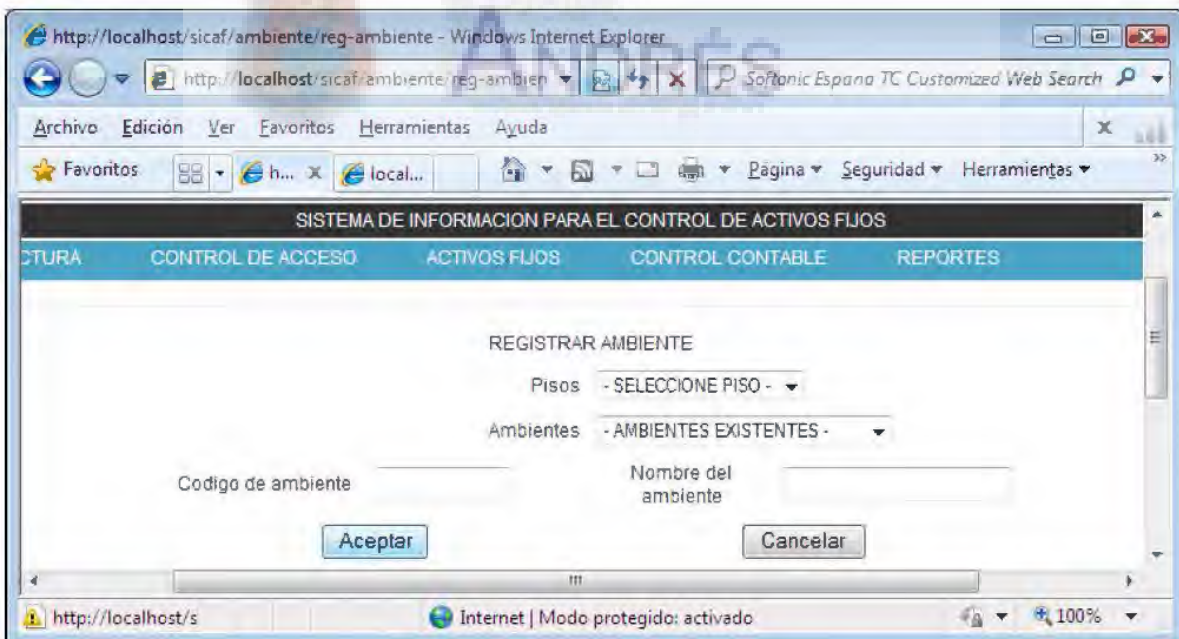 ANDRÉS
http://localhost/sicaf/ambiente/reg-ambiente - Windows Internet Explorer
http://localhost/sicaf/ambiente/reg-ambien
Softonic Espana TC Customized Web Search
Archivo Edición Ver Favoritos Herramientas Ayuda
Favoritos h... local... Página Seguridad Herramientas
SISTEMA DE INFORMACION PARA EL CONTROL DE ACTIVOS FIJOS
CTURA CONTROL DE ACCESO ACTIVOS FIJOS CONTROL CONTABLE REPORTES
REGISTRAR AMBIENTE
Pisos - SELECCIONE PISO -
Ambientes - AMBIENTES EXISTENTES -
Codigo de ambiente
Nombre del
ambiente
Aceptar Cancelar
http://localhost/s Internet | Modo protegido: activado 100%